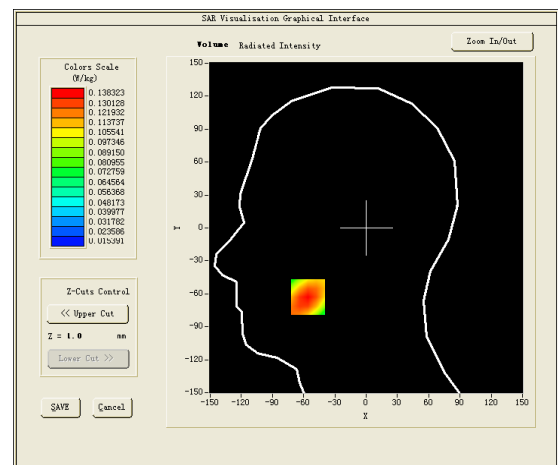 SAR Visualisation Graphical Interface
Volume Radiated Intensity
Zoom In/Out
Colors Scale
(W/kg)
0.138323
0.130128
0.121932
0.113737
0.105541
0.097346
0.089150
0.080955
0.072759
0.064564
0.056368
0.048173
0.039977
0.031782
0.023586
0.015391
Z-Cuts Control
<< Upper Cut
Z = 1.0 mm
Lower Cut >>
SAVE Cancel
150
120
90
60
30
0
-30
-60
-90
-120
-150
Y
-150 -120 -90 -60 -30 0 30 60 90 120 150
X